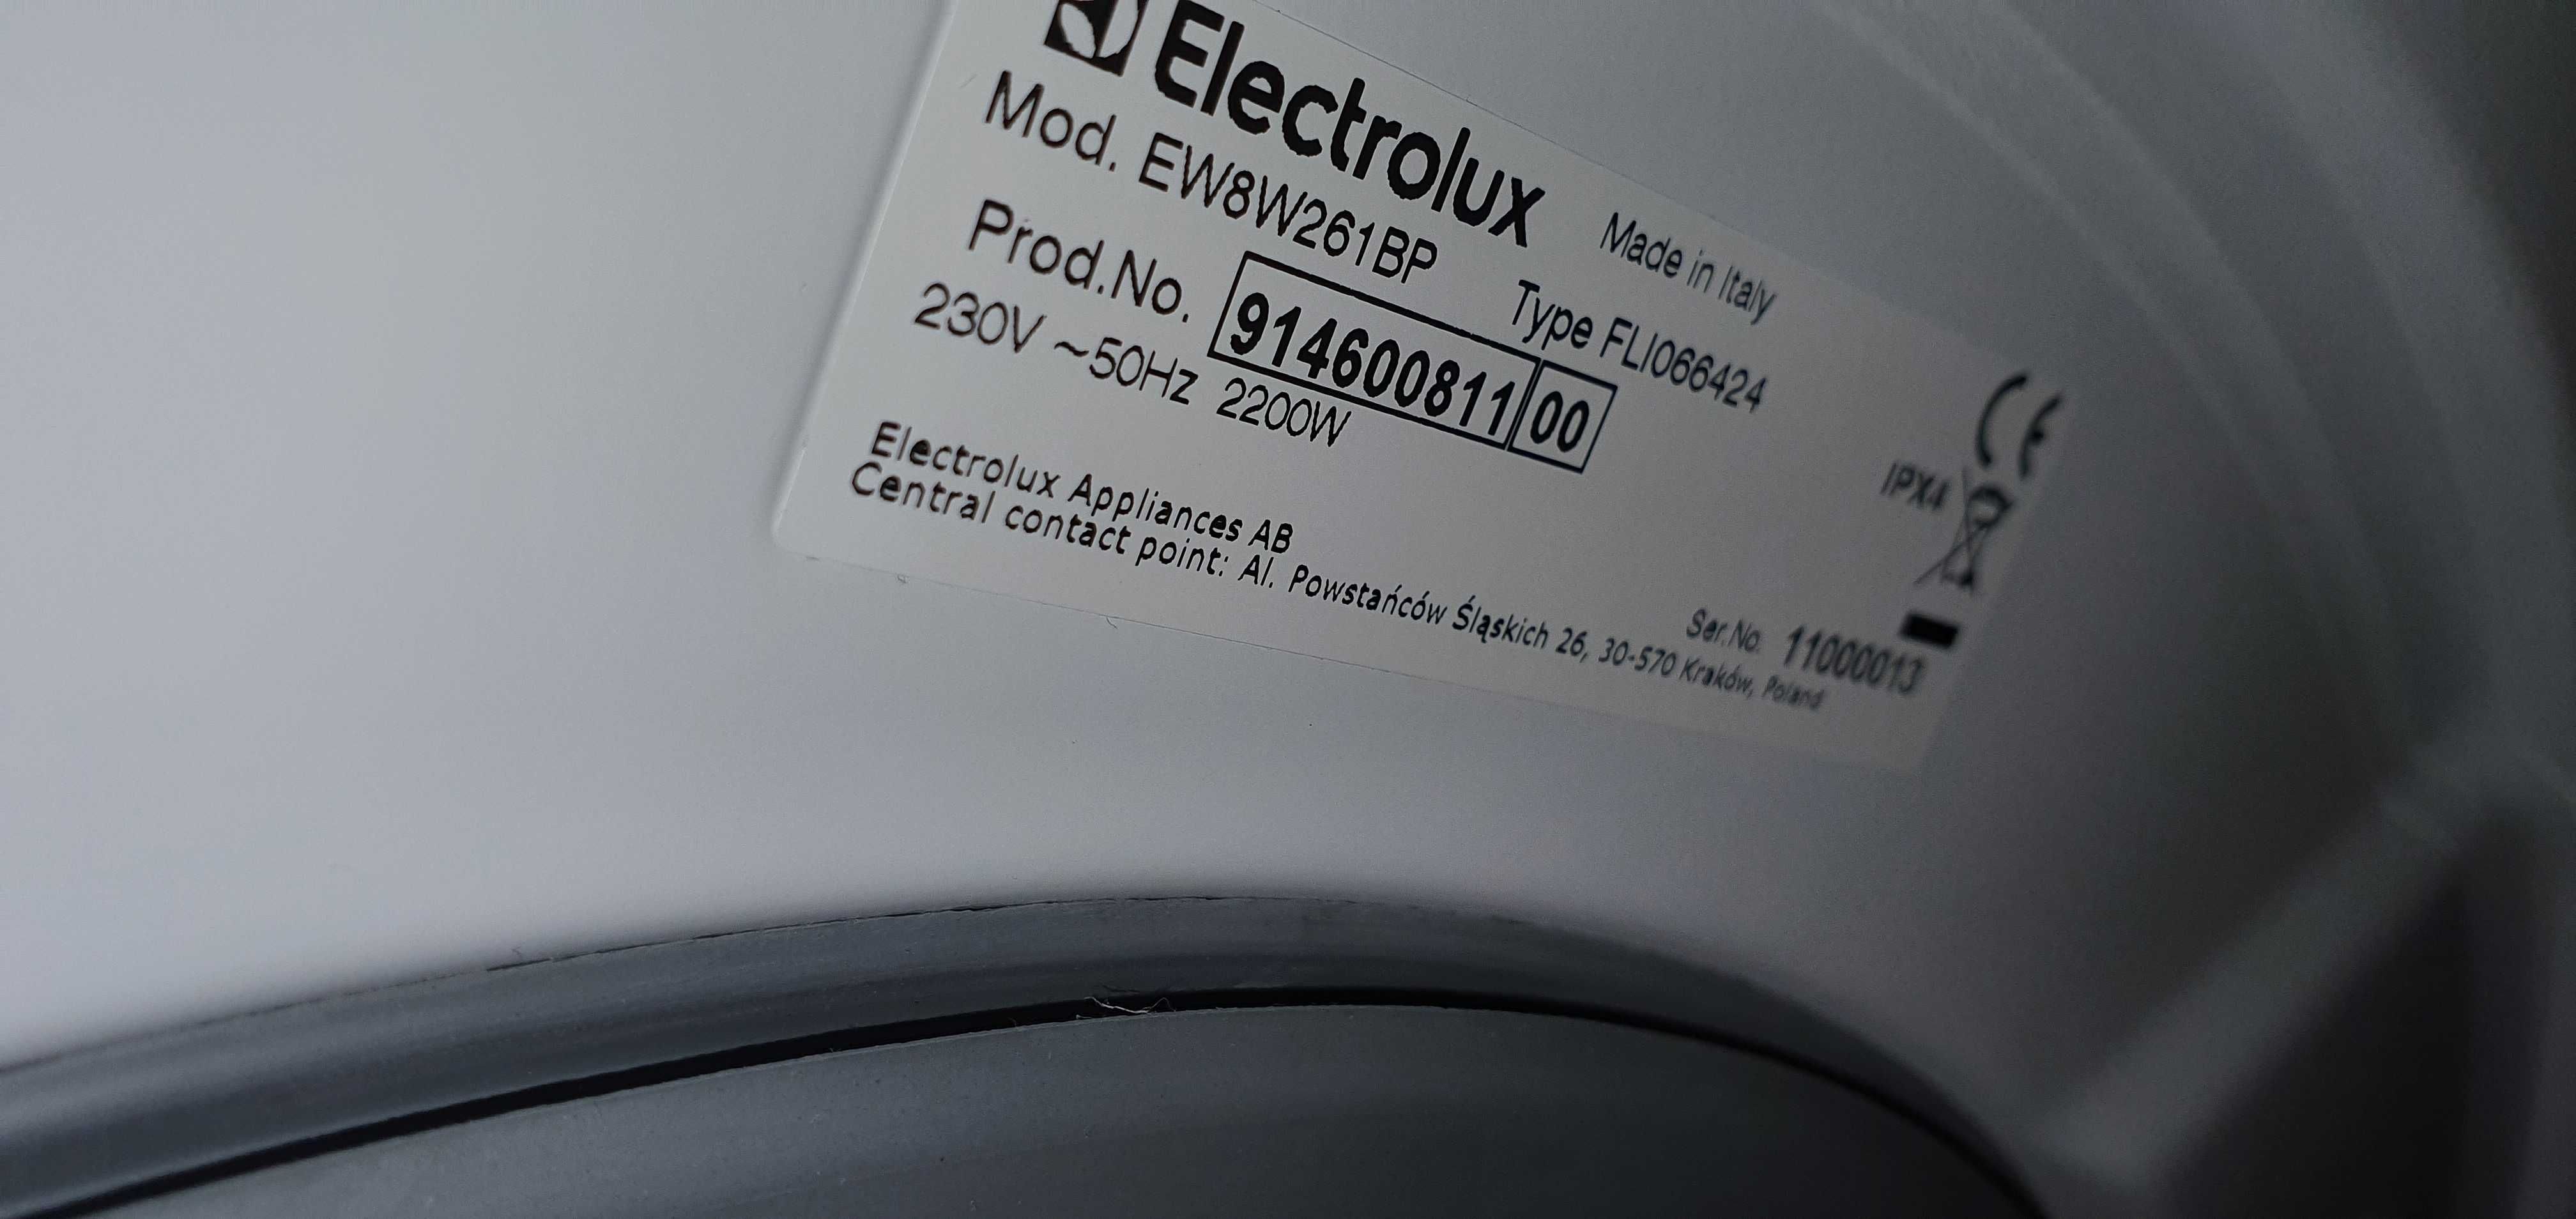 Electrolux
Made in Italy
Mod. EW8W261BP
Type FLI066424
Prod.No. 914600811 00
230V ~50Hz 2200W
CE
IPX4
Electrolux Appliances AB
Ser.No. 11000013
Central contact point: Al. Powstańców Śląskich 26, 30-570 Kraków, Poland